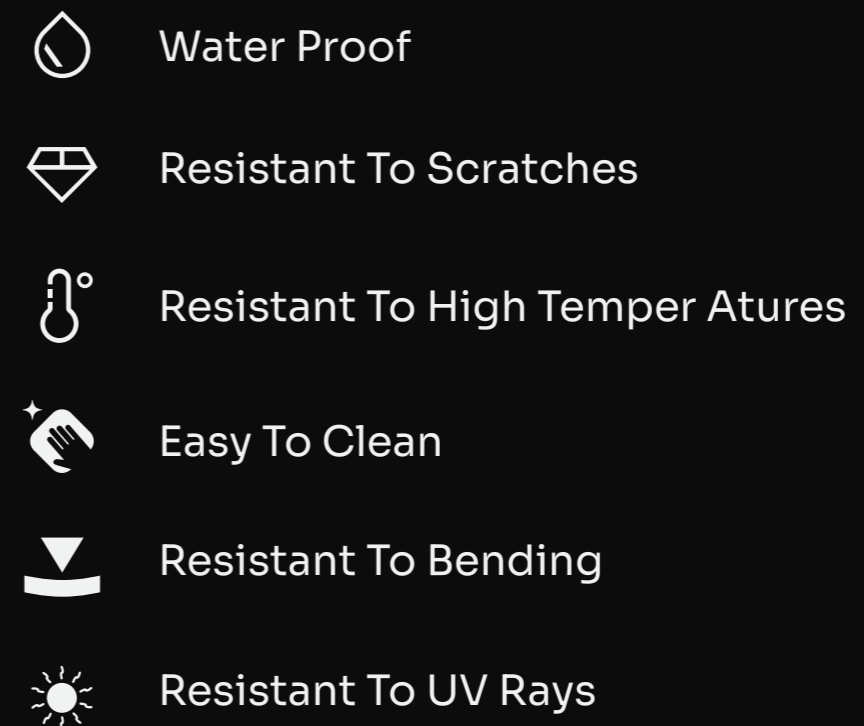 Water Proof
Resistant To Scratches
Resistant To High Temper Atures
Easy To Clean
Resistant To Bending
Resistant To UV Rays